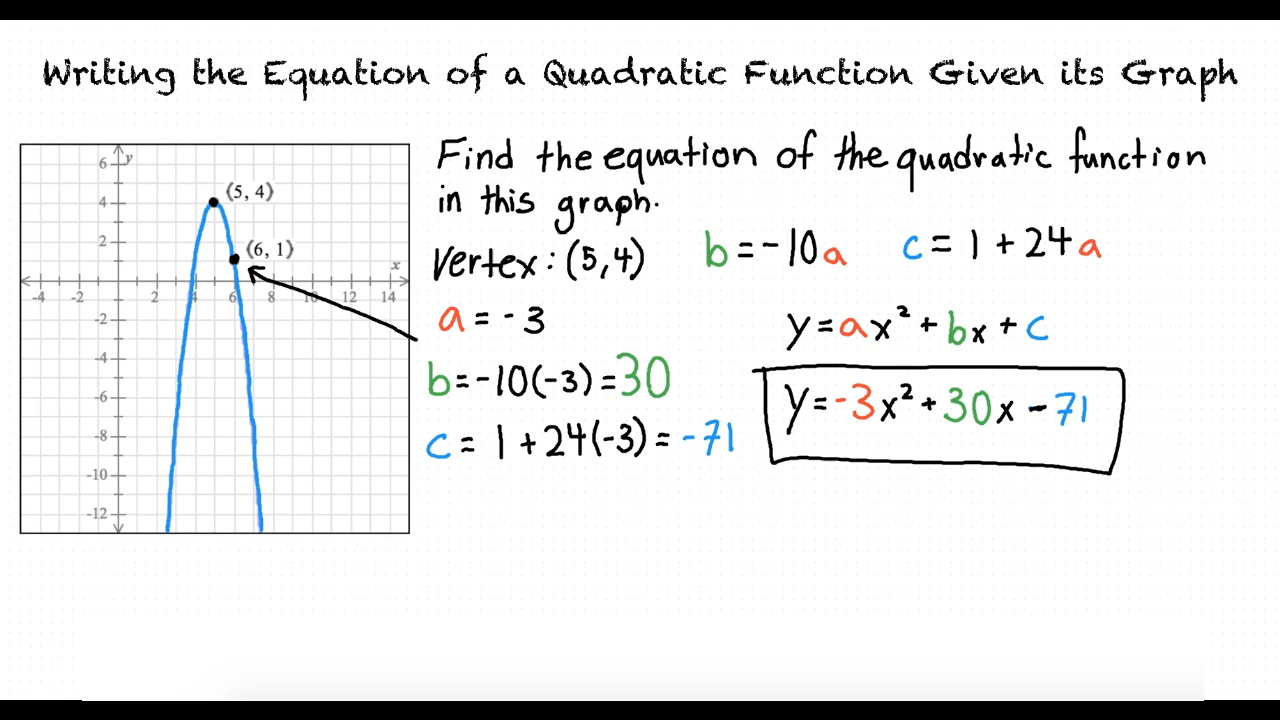 Writing the Equation of a Quadratic Function Given its Graph
Find the equation of the quadratic function
in this graph.
Vertex: (5,4)
b = -10a
c = 1 + 24a
a = -3
y = ax² + bx + c
b = -10(-3) = 30
y = -3x² + 30x - 71
c = 1 + 24(-3) = -71
y
6
(5, 4)
4
2
(6, 1)
x
-4 -2 2 4 6 8 10 12 14
-2
-4
-6
-8
-10
-12